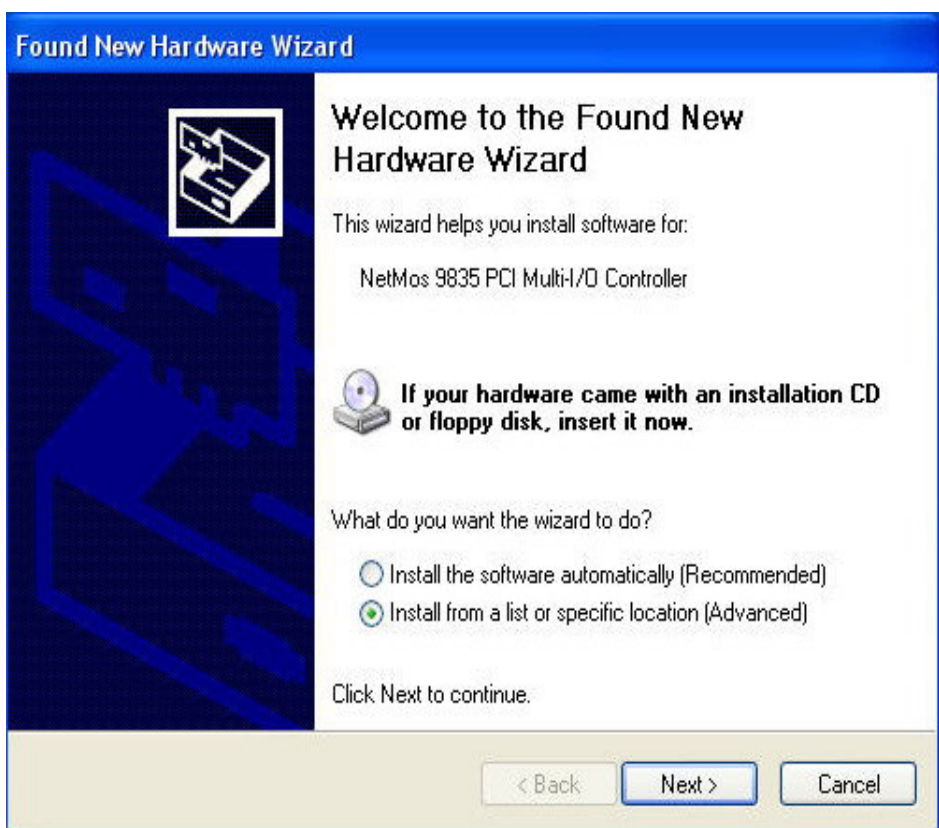 Found New Hardware Wizard
Welcome to the Found New
Hardware Wizard
This wizard helps you install software for:
NetMos 9835 PCI Multi-I/O Controller
If your hardware came with an installation CD
or floppy disk, insert it now.
What do you want the wizard to do?
Install the software automatically (Recommended)
Install from a list or specific location (Advanced)
Click Next to continue.
< Back
Next >
Cancel